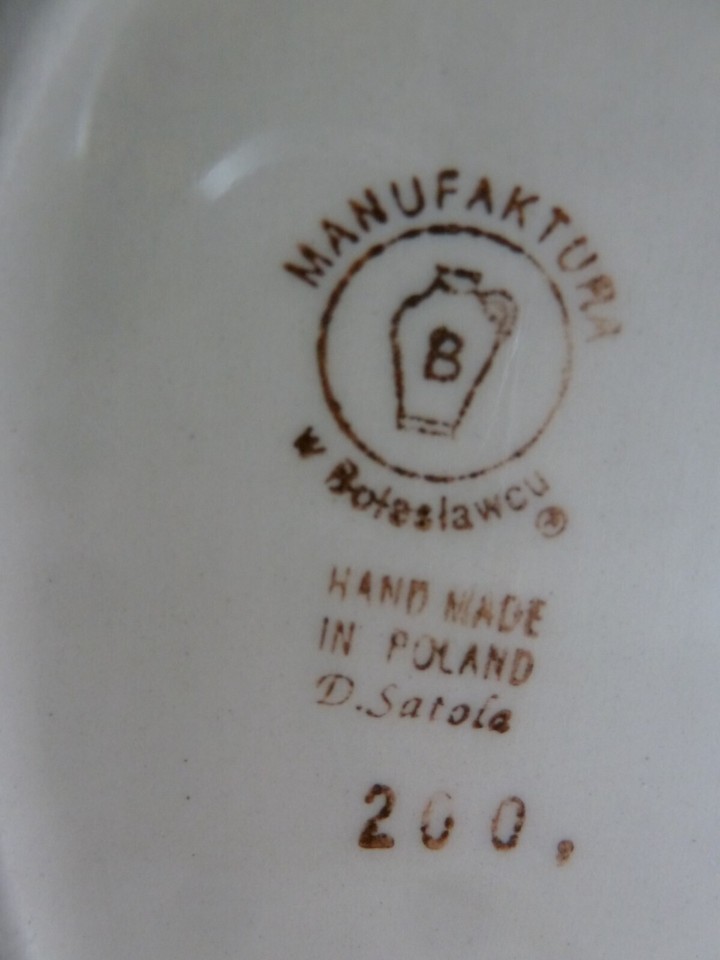 MANUFAKTURA
B
w Bolesławcu ®
HAND MADE
IN POLAND
D. Satola
200.